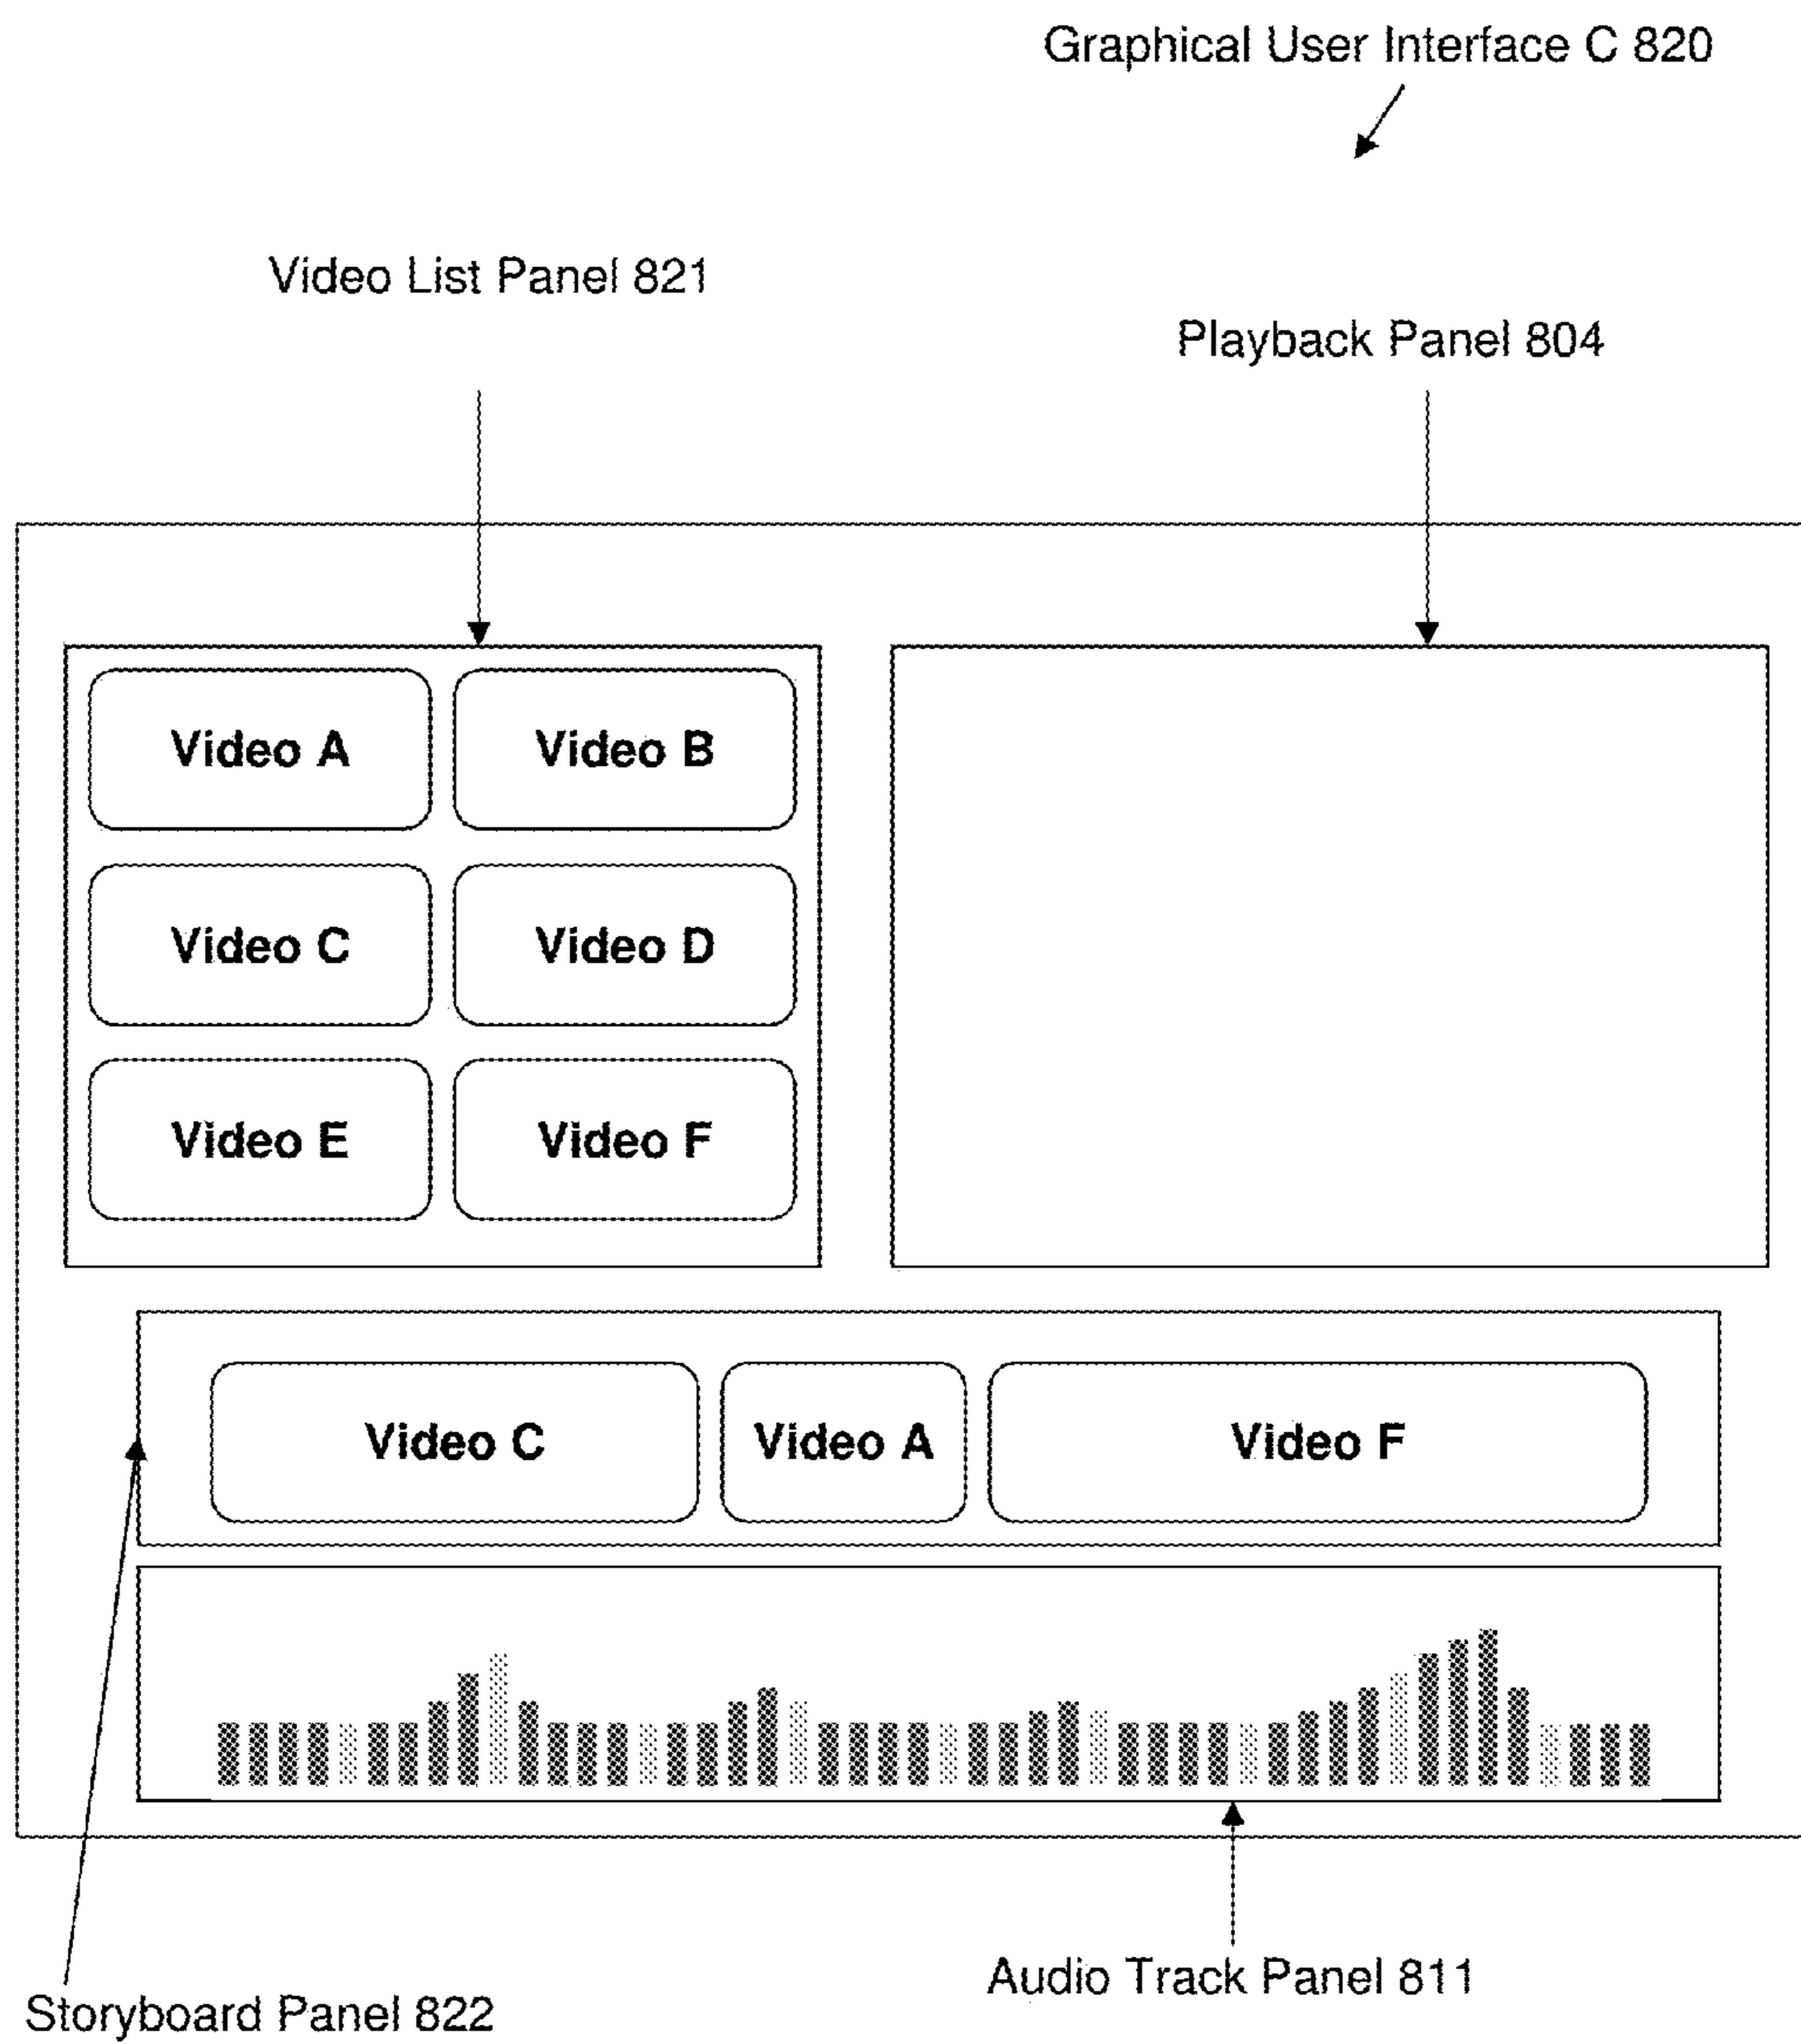 Graphical User Interface C 820
Video List Panel 821
Playback Panel 804
Video A
Video B
Video C
Video D
Video E
Video F
Video C
Video A
Video F
Audio Track Panel 811
Storyboard Panel 822